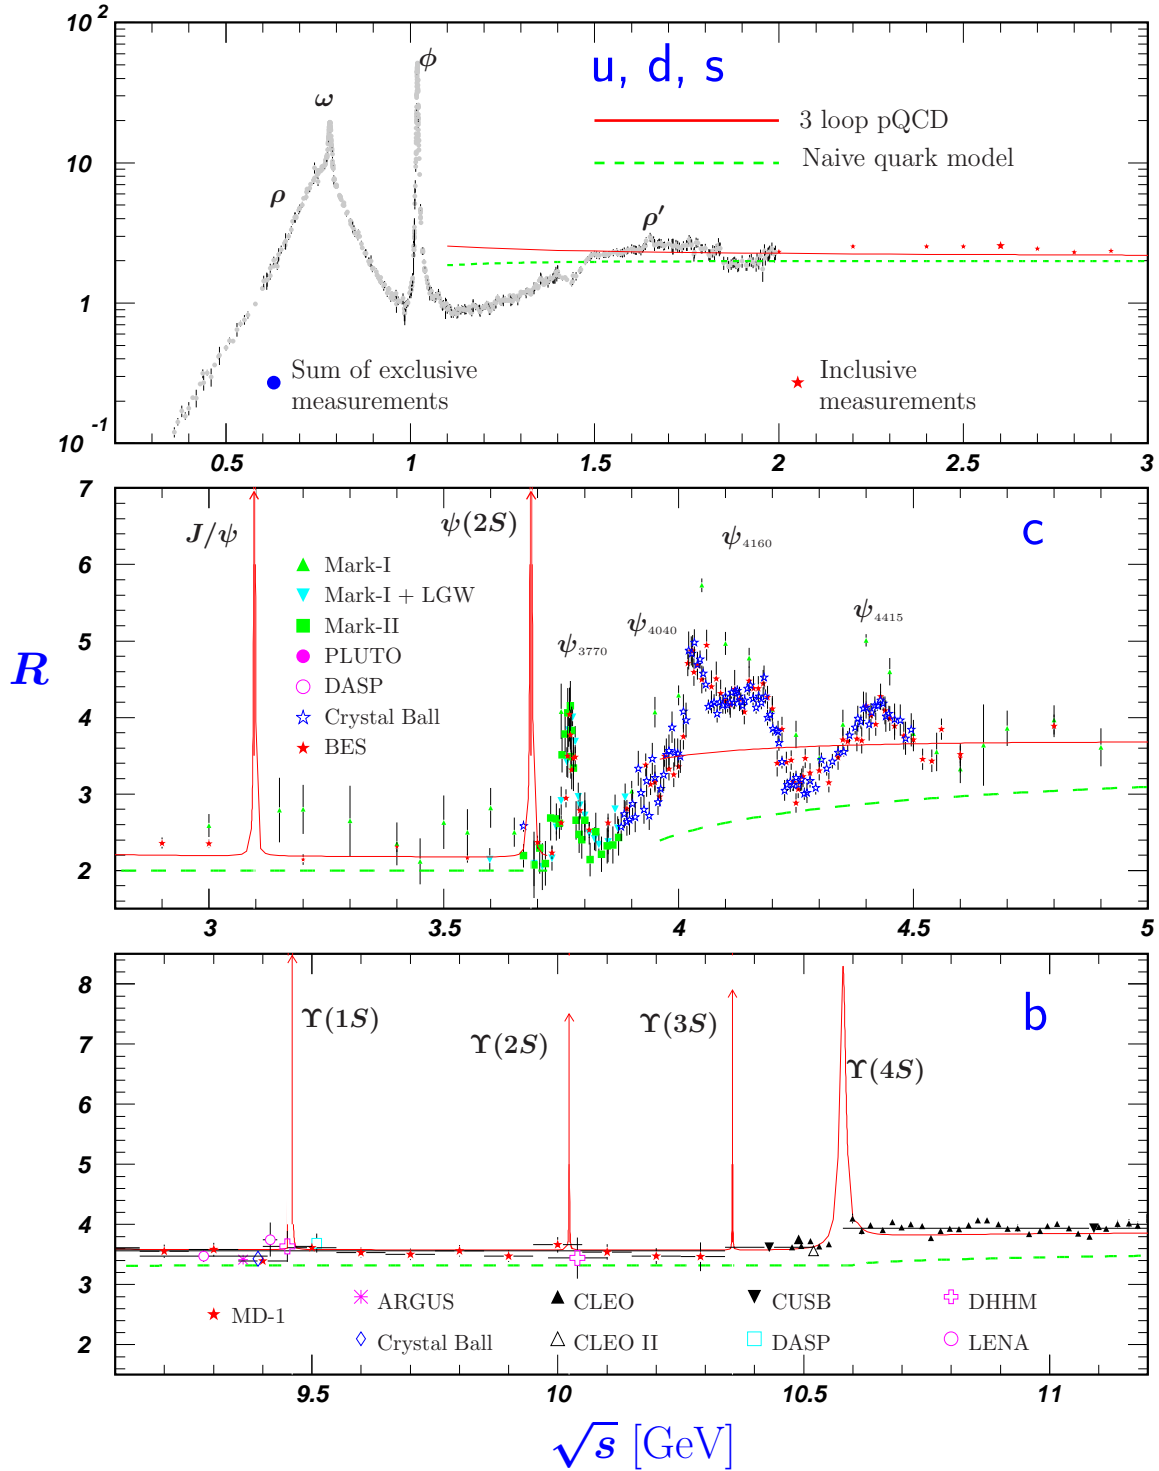 10 2
ϕ
u, d, s
ω
3 loop pQCD
Naive quark model
10
ρ
ρ′
1
Sum of exclusive
measurements
Inclusive
measurements
10 -1
0.5 1 1.5 2 2.5 3
7
J/ψ
ψ(2S)
c
ψ4160
6
Mark-I
Mark-I + LGW
Mark-II
PLUTO
DASP
Crystal Ball
BES
ψ3770
ψ4040
ψ4415
5
R
4
3
2
3 3.5 4 4.5 5
8
Υ(1S)
Υ(2S)
Υ(3S)
Υ(4S)
b
7
6
5
4
3
2
MD-1
ARGUS
CLEO
CUSB
DHHM
Crystal Ball
CLEO II
DASP
LENA
9.5 10 10.5 11
√s [GeV]